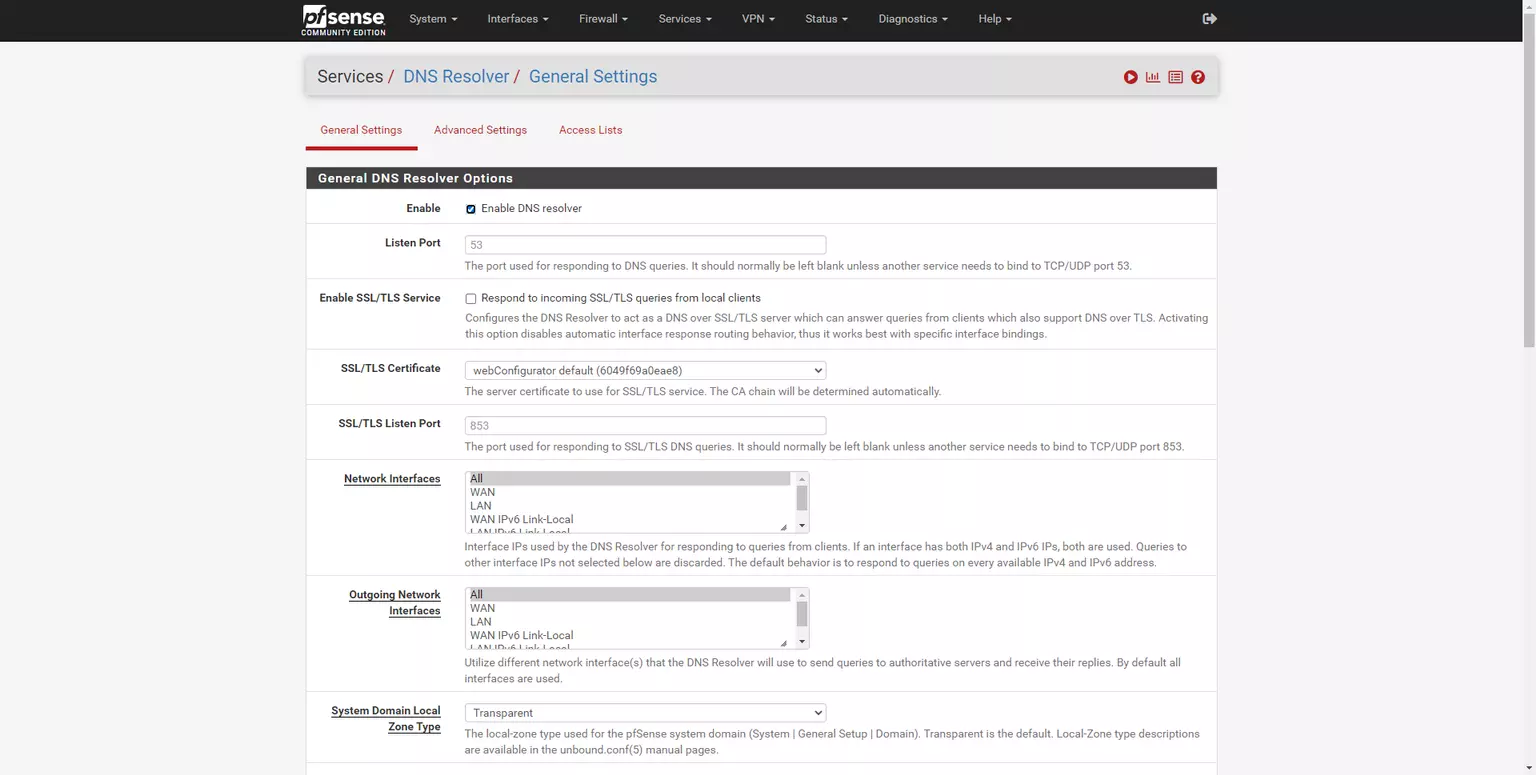 pfsense
COMMUNITY EDITION
System
Interfaces
Firewall
Services
VPN
Status
Diagnostics
Help
Services / DNS Resolver / General Settings
General Settings
Advanced Settings
Access Lists
General DNS Resolver Options
Enable
Enable DNS resolver
Listen Port
53
The port used for responding to DNS queries. It should normally be left blank unless another service needs to bind to TCP/UDP port 53.
Enable SSL/TLS Service
Respond to incoming SSL/TLS queries from local clients
Configures the DNS Resolver to act as a DNS over SSL/TLS server which can answer queries from clients which also support DNS over TLS. Activating
this option disables automatic interface response routing behavior, thus it works best with specific interface bindings.
SSL/TLS Certificate
webConfigurator default (6049f69a0eae8)
The server certificate to use for SSL/TLS service. The CA chain will be determined automatically.
SSL/TLS Listen Port
853
The port used for responding to SSL/TLS DNS queries. It should normally be left blank unless another service needs to bind to TCP/UDP port 853.
Network Interfaces
All
WAN
LAN
WAN IPv6 Link-Local
LAN IPv6 Link-Local
Interface IPs used by the DNS Resolver for responding to queries from clients. If an interface has both IPv4 and IPv6 IPs, both are used. Queries to
other interface IPs not selected below are discarded. The default behavior is to respond to queries on every available IPv4 and IPv6 address.
Outgoing Network
Interfaces
All
WAN
LAN
WAN IPv6 Link-Local
LAN IPv6 Link-Local
Utilize different network interface(s) that the DNS Resolver will use to send queries to authoritative servers and receive their replies. By default all
interfaces are used.
System Domain Local
Zone Type
Transparent
The local-zone type used for the pfSense system domain (System | General Setup | Domain). Transparent is the default. Local-Zone type descriptions
are available in the unbound.conf(5) manual pages.